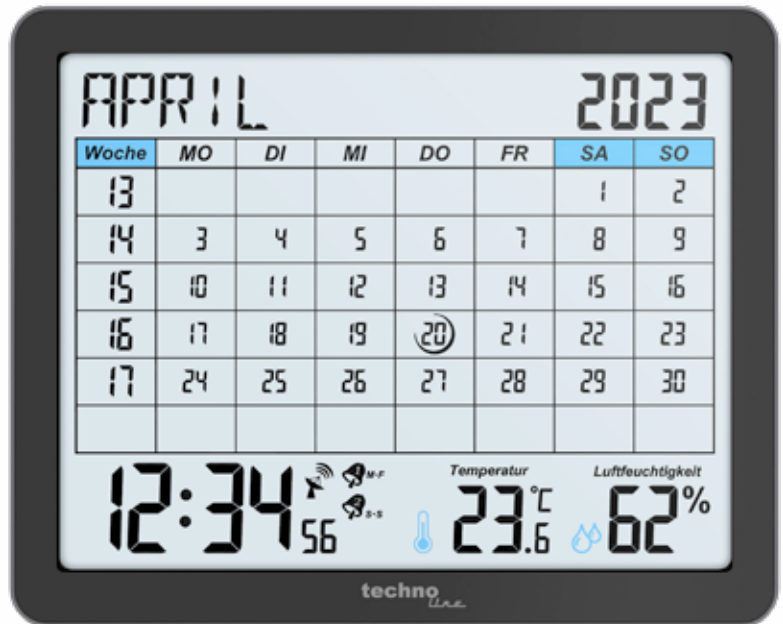 APRIL 2023
Woche MO DI MI DO FR SA SO
13 1 2
14 3 4 5 6 7 8 9
15 10 11 12 13 14 15 16
16 17 18 19 20 21 22 23
17 24 25 26 27 28 29 30
Temperatur Luftfeuchtigkeit
12:34 56 1 M-F 2 S-S 23.6 °C 62%
techno line